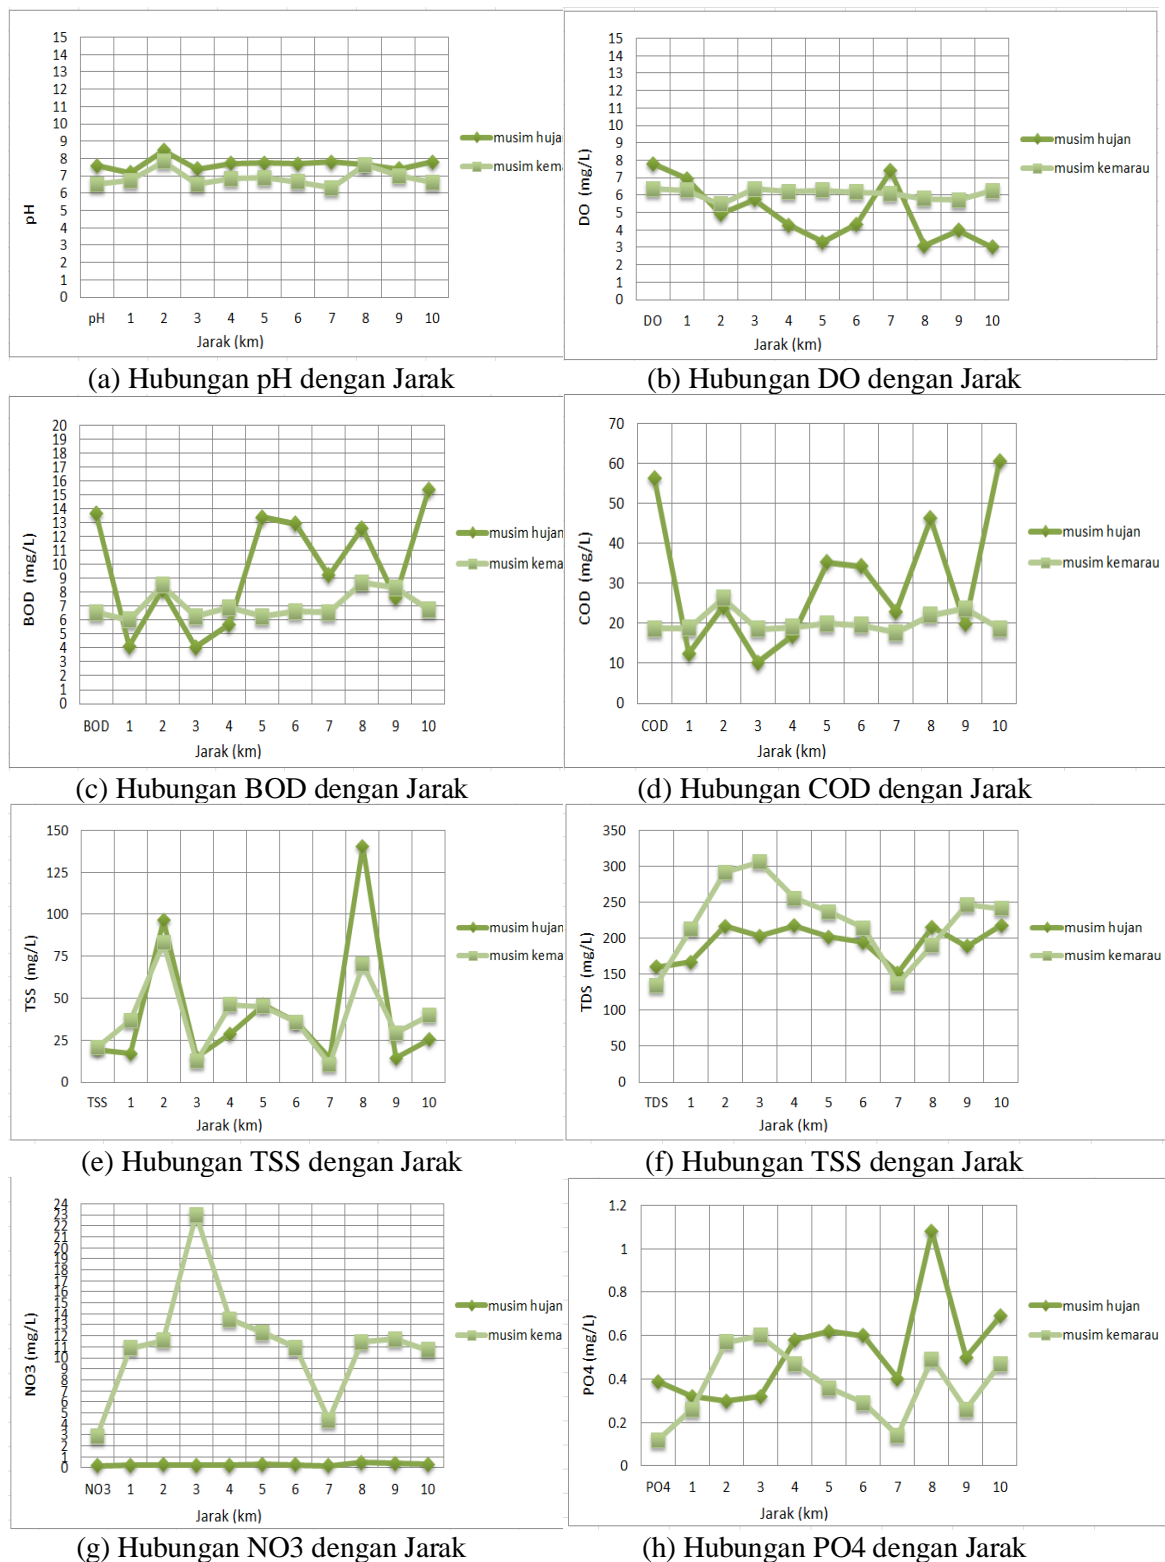 15
14
13
12
11
10
9
8
7
6
5
4
3
2
1
0
pH
pH 1 2 3 4 5 6 7 8 9 10
Jarak (km)
musim hujan
musim kemarau
(a) Hubungan pH dengan Jarak
15
14
13
12
11
10
9
8
7
6
5
4
3
2
1
0
DO (mg/L)
DO 1 2 3 4 5 6 7 8 9 10
Jarak (km)
musim hujan
musim kemarau
(b) Hubungan DO dengan Jarak
20
19
18
17
16
15
14
13
12
11
10
9
8
7
6
5
4
3
2
1
0
BOD (mg/L)
BOD 1 2 3 4 5 6 7 8 9 10
Jarak (km)
musim hujan
musim kema
(c) Hubungan BOD dengan Jarak
70
60
50
40
30
20
10
0
COD (mg/L)
COD 1 2 3 4 5 6 7 8 9 10
Jarak (km)
musim hujan
musim kemarau
(d) Hubungan COD dengan Jarak
150
125
100
75
50
25
0
TSS (mg/L)
TSS 1 2 3 4 5 6 7 8 9 10
Jarak (km)
musim hujan
musim kema
(e) Hubungan TSS dengan Jarak
350
300
250
200
150
100
50
0
TDS (mg/L)
TDS 1 2 3 4 5 6 7 8 9 10
Jarak (km)
musim hujan
musim kemarau
(f) Hubungan TSS dengan Jarak
24
23
22
21
20
19
18
17
16
15
14
13
12
11
10
9
8
7
6
5
4
3
2
1
0
NO3 (mg/L)
NO3 1 2 3 4 5 6 7 8 9 10
Jarak (km)
musim hujan
musim kema
(g) Hubungan NO3 dengan Jarak
1.2
1
0.8
0.6
0.4
0.2
0
PO4 (mg/L)
PO4 1 2 3 4 5 6 7 8 9 10
Jarak (km)
musim hujan
musim kemarau
(h) Hubungan PO4 dengan Jarak